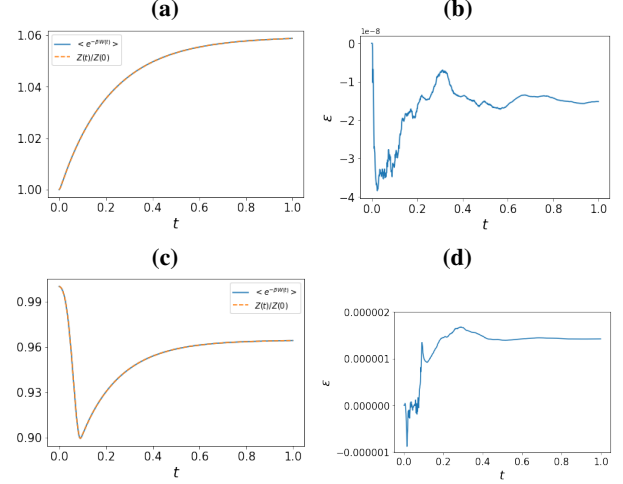 (a)
(b)
1e−8
1.06
1.04
1.02
1.00
< e^{−βW(t)} >
Z(t)/Z(0)
0.0 0.2 0.4 0.6 0.8 1.0
t
0
−1
−2
−3
−4
ε
0.0 0.2 0.4 0.6 0.8 1.0
t
(c)
(d)
0.99
0.96
0.93
0.90
< e^{−βW(t)} >
Z(t)/Z(0)
0.0 0.2 0.4 0.6 0.8 1.0
t
0.000002
0.000001
0.000000
−0.000001
ε
0.0 0.2 0.4 0.6 0.8 1.0
t